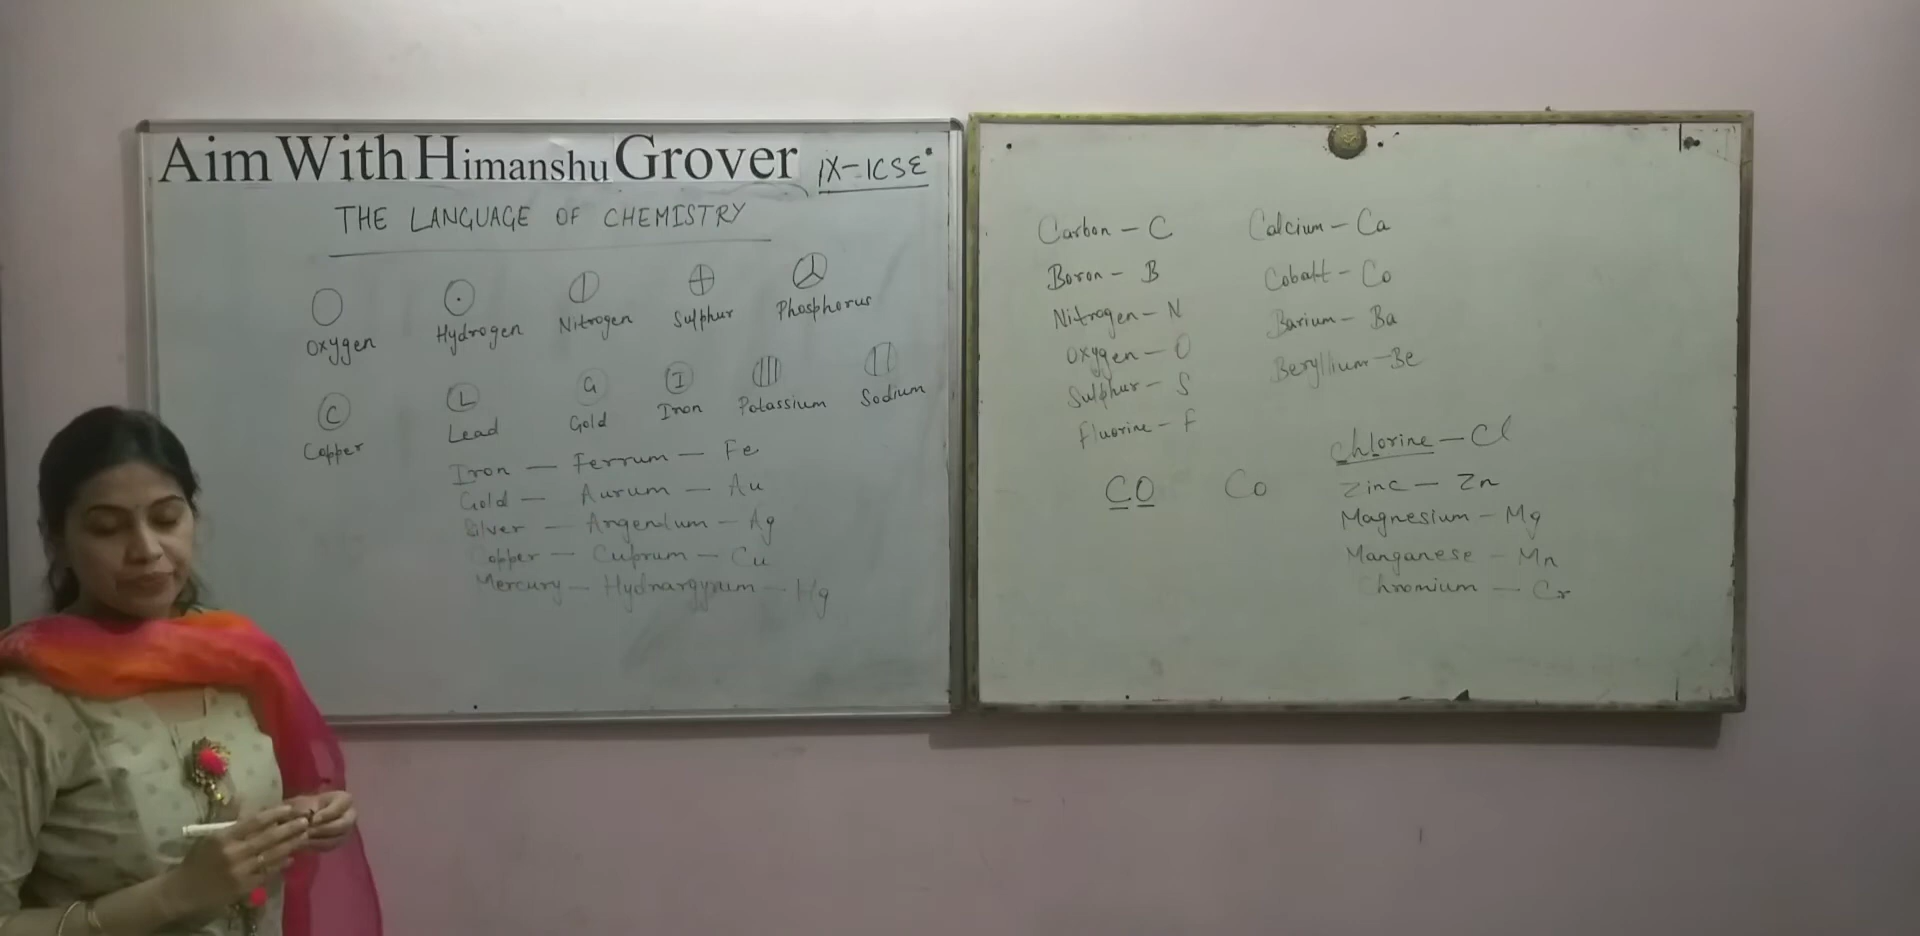 Aim With Himanshu Grover IX-ICSE
THE LANGUAGE OF CHEMISTRY
Oxygen Hydrogen Nitrogen Sulphur Phosphorus
C L G I
Copper Lead Gold Iron Potassium Sodium
Iron — Ferrum — Fe
Gold — Aurum — Au
Silver — Argendum — Ag
Copper — Cuprum — Cu
Mercury — Hydrargyrum — Hg
Carbon — C
Boron — B
Nitrogen — N
Oxygen — O
Sulphur — S
Fluorine — F
Calcium — Ca
Cobalt — Co
Barium — Ba
Beryllium — Be
CO Co
Chlorine — Cl
Zinc — Zn
Magnesium — Mg
Manganese — Mn
Chromium — Cr